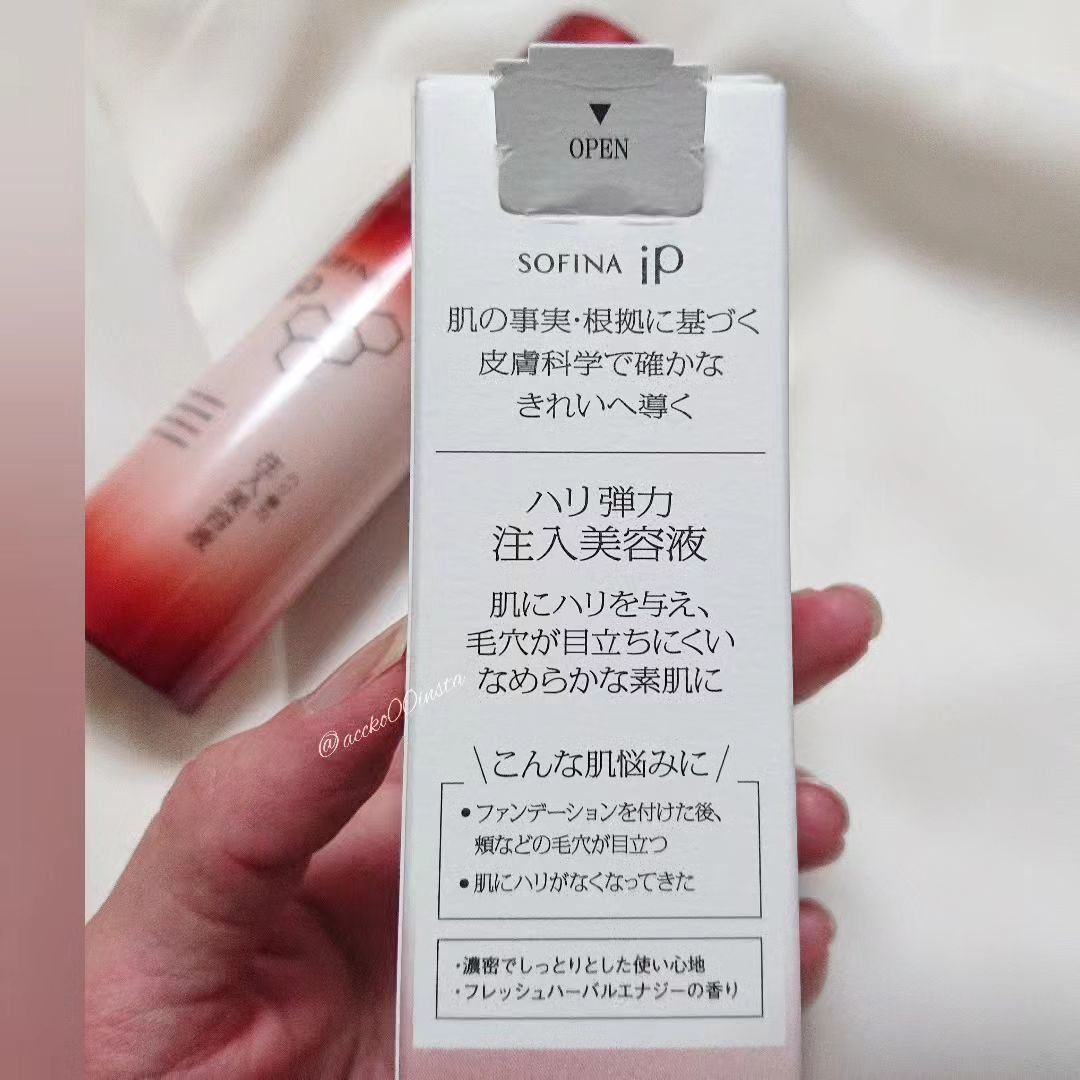 ▼
OPEN
SOFINA iP
肌の事実・根拠に基づく
皮膚科学で確かな
きれいへ導く
ハリ弾力
注入美容液
肌にハリを与え、
毛穴が目立ちにくい
なめらかな素肌に
\こんな肌悩みに/
●ファンデーションを付けた後、
頬などの毛穴が目立つ
●肌にハリがなくなってきた
・濃密でしっとりとした使い心地
・フレッシュハーバルエナジーの香り
@accko00insta